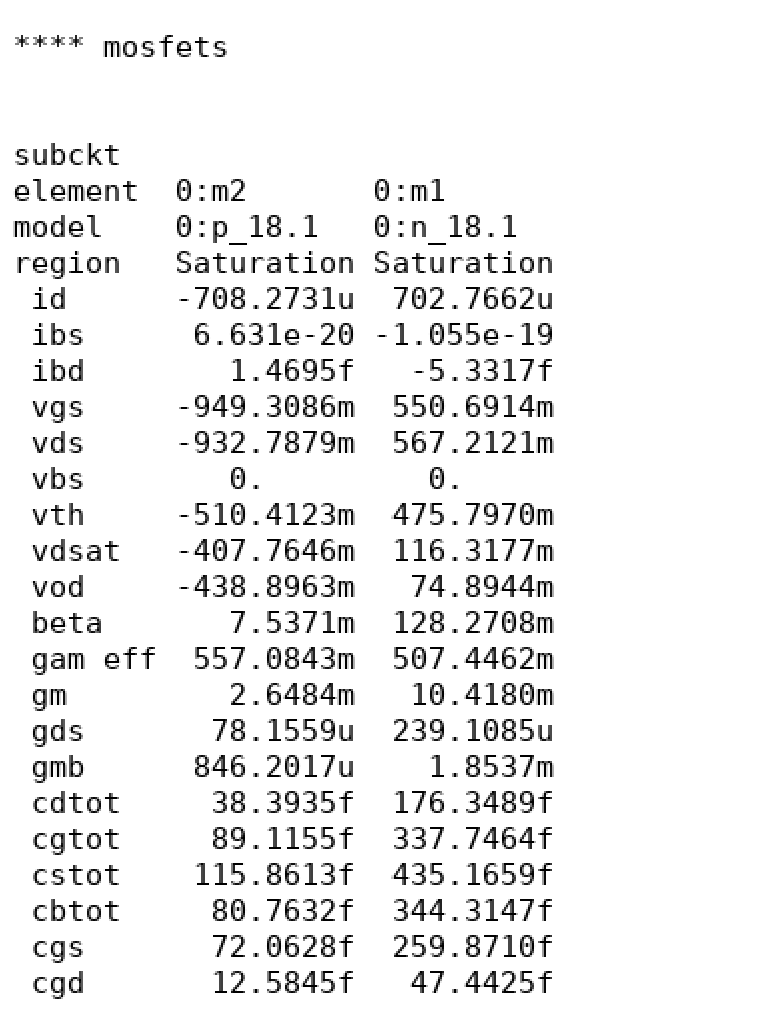 **** mosfets
subckt
element  0:m2       0:m1
model    0:p_18.1   0:n_18.1
region   Saturation Saturation
 id      -708.2731u  702.7662u
 ibs      6.631e-20 -1.055e-19
 ibd        1.4695f   -5.3317f
 vgs     -949.3086m  550.6914m
 vds     -932.7879m  567.2121m
 vbs        0.         0.
 vth     -510.4123m  475.7970m
 vdsat   -407.7646m  116.3177m
 vod     -438.8963m   74.8944m
 beta       7.5371m  128.2708m
 gam eff  557.0843m  507.4462m
 gm         2.6484m   10.4180m
 gds       78.1559u  239.1085u
 gmb      846.2017u    1.8537m
 cdtot     38.3935f  176.3489f
 cgtot     89.1155f  337.7464f
 cstot    115.8613f  435.1659f
 cbtot     80.7632f  344.3147f
 cgs       72.0628f  259.8710f
 cgd       12.5845f   47.4425f